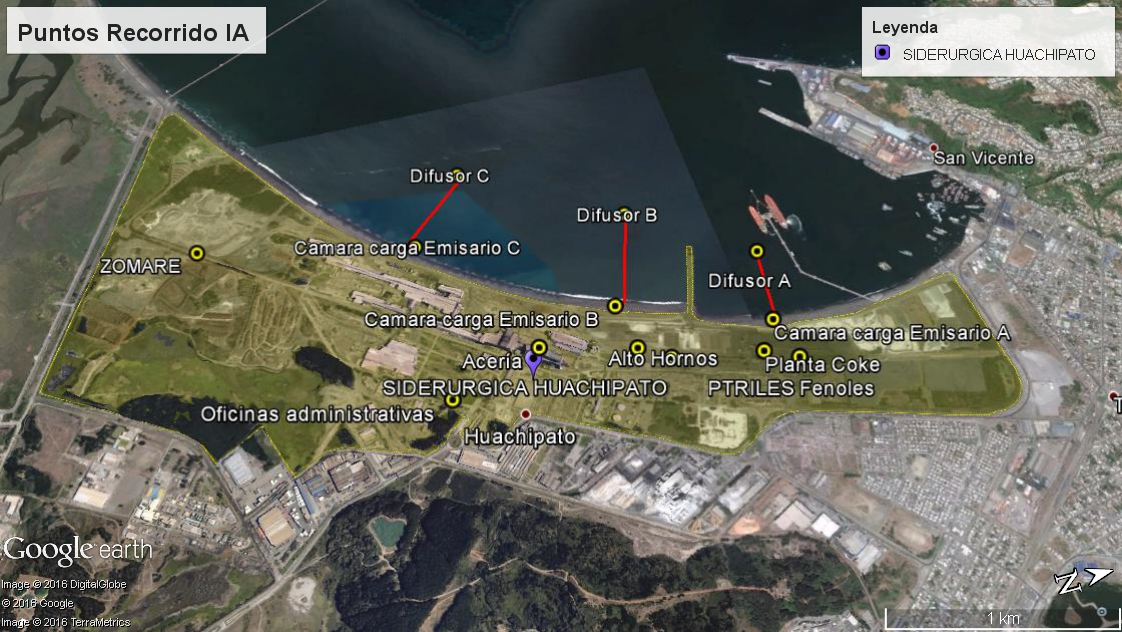 Puntos Recorrido IA
Leyenda
SIDERURGICA HUACHIPATO
San Vicente
Difusor C
Difusor B
Camara carga Emisario C
ZOMARE
Difusor A
Camara carga Emisario B
Camara carga Emisario A
Acería
Alto Hornos
Planta Coke
SIDERURGICA HUACHIPATO
PTRILES Fenoles
Oficinas administrativas
T
Huachipato
Google earth
Image © 2016 DigitalGlobe
© 2016 Google
Image © 2016 TerraMetrics
N
1 km